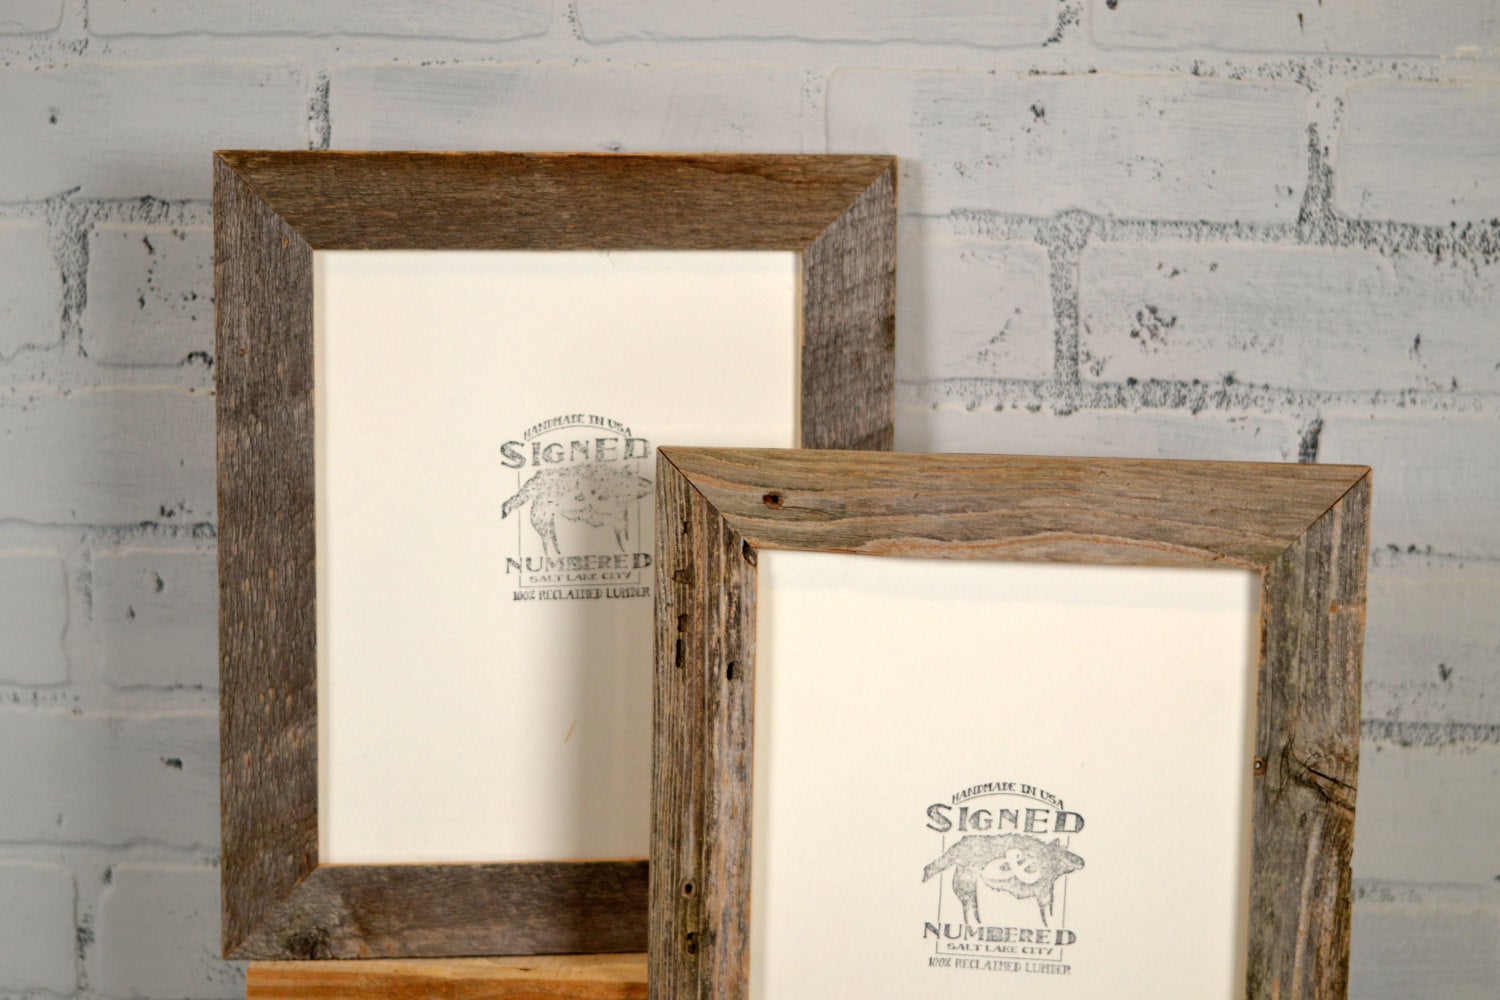 HANDMADE IN USA
SIGNED
NUMBERED
SALT LAKE CITY
100% RECLAIMED LUMBER
HANDMADE IN USA
SIGNED
&
NUMBERED
SALT LAKE CITY
100% RECLAIMED LUMBER